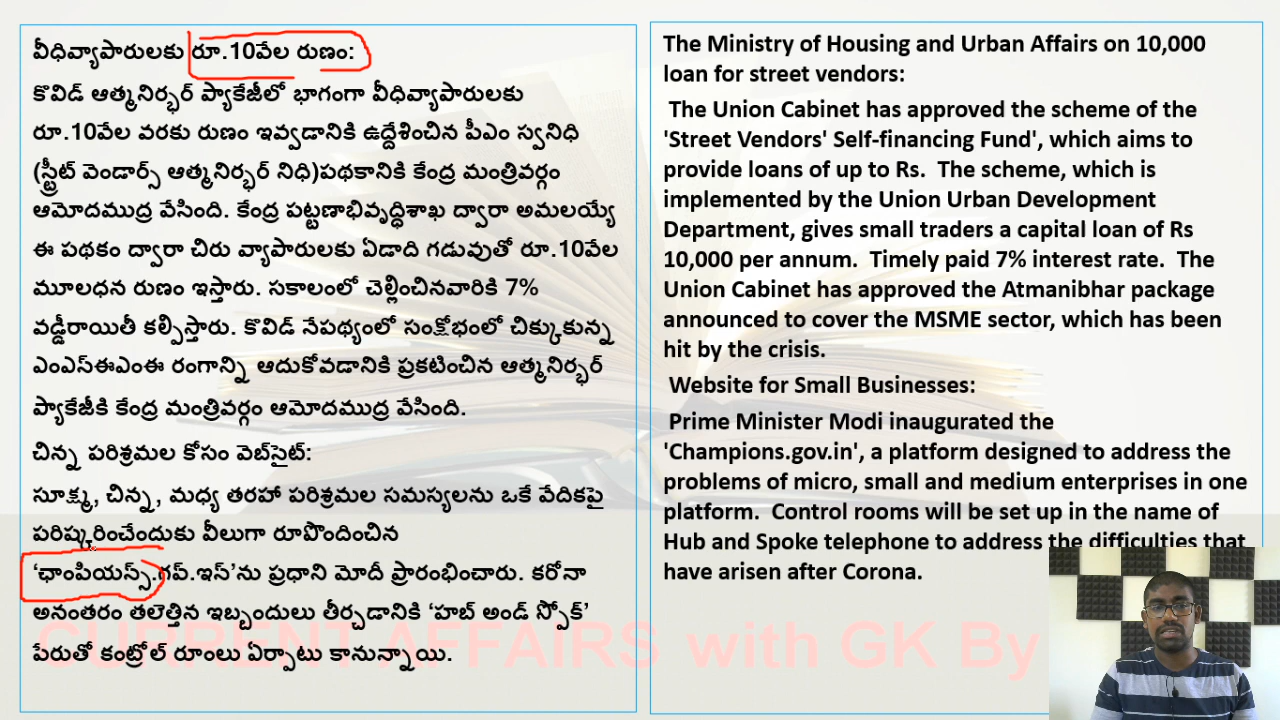 వీధివ్యాపారులకు రూ.10వేల రుణం:
కొవిడ్ ఆత్మనిర్భర్ ప్యాకేజీలో భాగంగా వీధివ్యాపారులకు
రూ.10వేల వరకు రుణం ఇవ్వడానికి ఉద్దేశించిన పీఎం స్వనిధి
(స్ట్రీట్ వెండార్స్ ఆత్మనిర్భర్ నిధి)పథకానికి కేంద్ర మంత్రివర్గం
ఆమోదముద్ర వేసింది. కేంద్ర పట్టణాభివృద్ధిశాఖ ద్వారా అమలయ్యే
ఈ పథకం ద్వారా చిరు వ్యాపారులకు ఏడాది గడువుతో రూ.10వేల
మూలధన రుణం ఇస్తారు. సకాలంలో చెల్లించినవారికి 7%
వడ్డీరాయితీ కల్పిస్తారు. కొవిడ్ నేపథ్యంలో సంక్షోభంలో చిక్కుకున్న
ఎంఎస్ఈఎంఈ రంగాన్ని ఆదుకోవడానికి ప్రకటించిన ఆత్మనిర్భర్
ప్యాకేజీకి కేంద్ర మంత్రివర్గం ఆమోదముద్ర వేసింది.
చిన్న పరిశ్రమల కోసం వెబ్‌సైట్:
సూక్ష్మ, చిన్న, మధ్య తరహా పరిశ్రమల సమస్యలను ఒకే వేదికపై
పరిష్కరించేందుకు వీలుగా రూపొందించిన
‘ఛాంపియన్స్.గవ్.ఇన్’ను ప్రధాని మోదీ ప్రారంభించారు. కరోనా
అనంతరం తలెత్తిన ఇబ్బందులు తీర్చడానికి ‘హబ్ అండ్ స్పోక్’
పేరుతో కంట్రోల్ రూంలు ఏర్పాటు కానున్నాయి.
The Ministry of Housing and Urban Affairs on 10,000
loan for street vendors:
The Union Cabinet has approved the scheme of the
'Street Vendors' Self-financing Fund', which aims to
provide loans of up to Rs. The scheme, which is
implemented by the Union Urban Development
Department, gives small traders a capital loan of Rs
10,000 per annum. Timely paid 7% interest rate. The
Union Cabinet has approved the Atmanibhar package
announced to cover the MSME sector, which has been
hit by the crisis.
Website for Small Businesses:
Prime Minister Modi inaugurated the
'Champions.gov.in', a platform designed to address the
problems of micro, small and medium enterprises in one
platform. Control rooms will be set up in the name of
Hub and Spoke telephone to address the difficulties that
have arisen after Corona.
CURRENT AFFAIRS with GK By